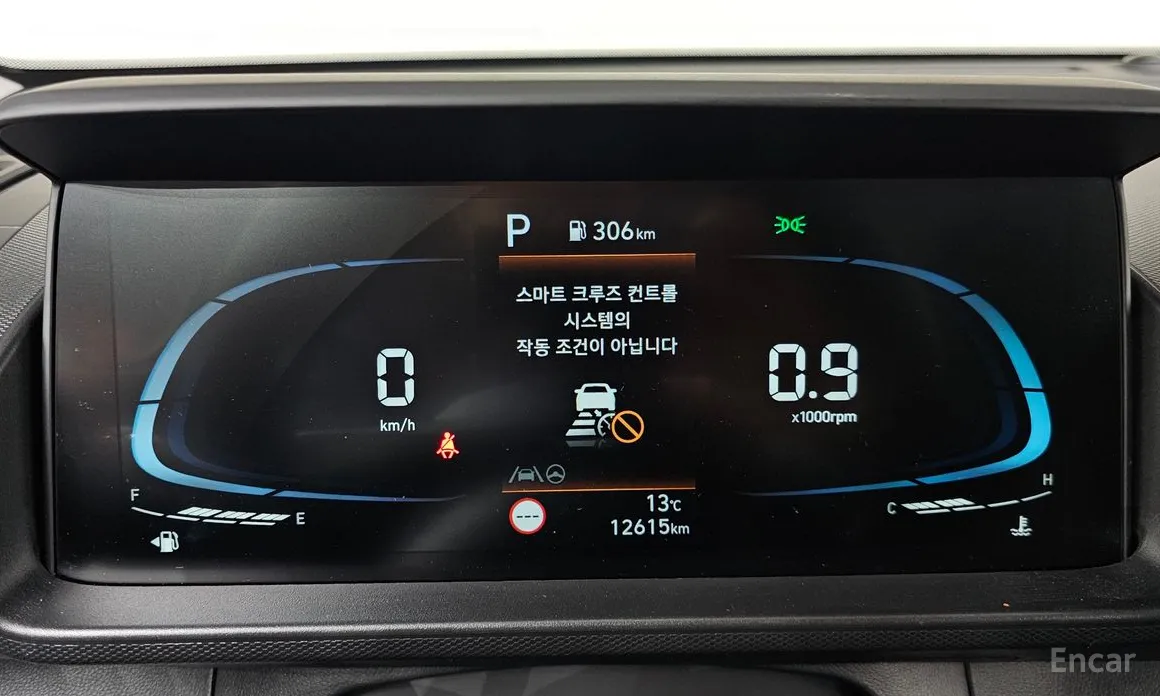 P 306km
스마트 크루즈 컨트롤
시스템의
작동 조건이 아닙니다
0
km/h
0.9
x1000rpm
F
E
---
13℃
12615km
C
H
Encar